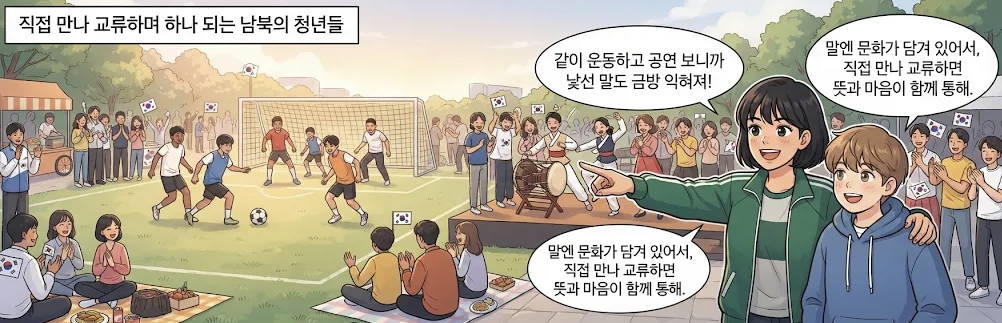 직접 만나 교류하며 하나 되는 남북의 청년들
같이 운동하고 공연 보니까
낯선 말도 금방 익혀져!
말엔 문화가 담겨 있어서,
직접 만나 교류하면
뜻과 마음이 함께 통해.
말엔 문화가 담겨 있어서,
직접 만나 교류하면
뜻과 마음이 함께 통해.